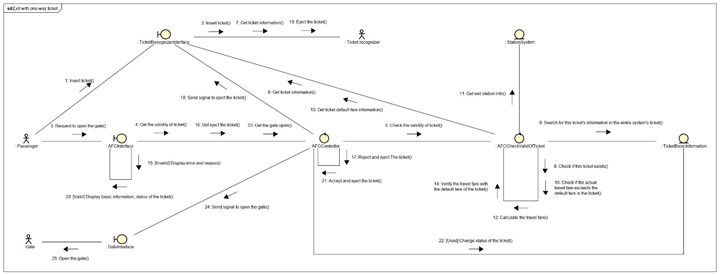 sd Exit with one-way ticket
2: Insert ticket()
7: Get ticket information()
19: Eject the ticket()
: TicketRecognizerInterface
: Ticket recognizer
: StationSystem
1: Insert ticket()
6: Get ticket information()
11: Get exit station info()
18: Send signal to eject the ticket()
13: Get ticket default fare information()
3: Request to open the gate()
4: Get the validity of ticket()
16: Get eject the ticket()
23: Get the gate open()
5: Check the validity of ticket()
9: Search for this ticket's information in the entire system's ticket()
Passenger
: AFCInterface
: AFCController
: AFCCheckValidOfTicket
: TicketBasicInformation
15: [Invalid] Display error and reason()
17: Reject and eject The ticket()
8: Check if this ticket exists()
21: Accept and eject the ticket()
14: Verify the travel fare with
the default fare of the ticket()
10: Check if the actual
travel fare exceeds the
default fare in the ticket()
20: [Valid] Display basic information, status of the ticket()
24: Send signal to open the gate()
12: Calculate the travel fare()
22: [Used] Change status of the ticket()
Gate
: GateInterface
25: Open the gate()